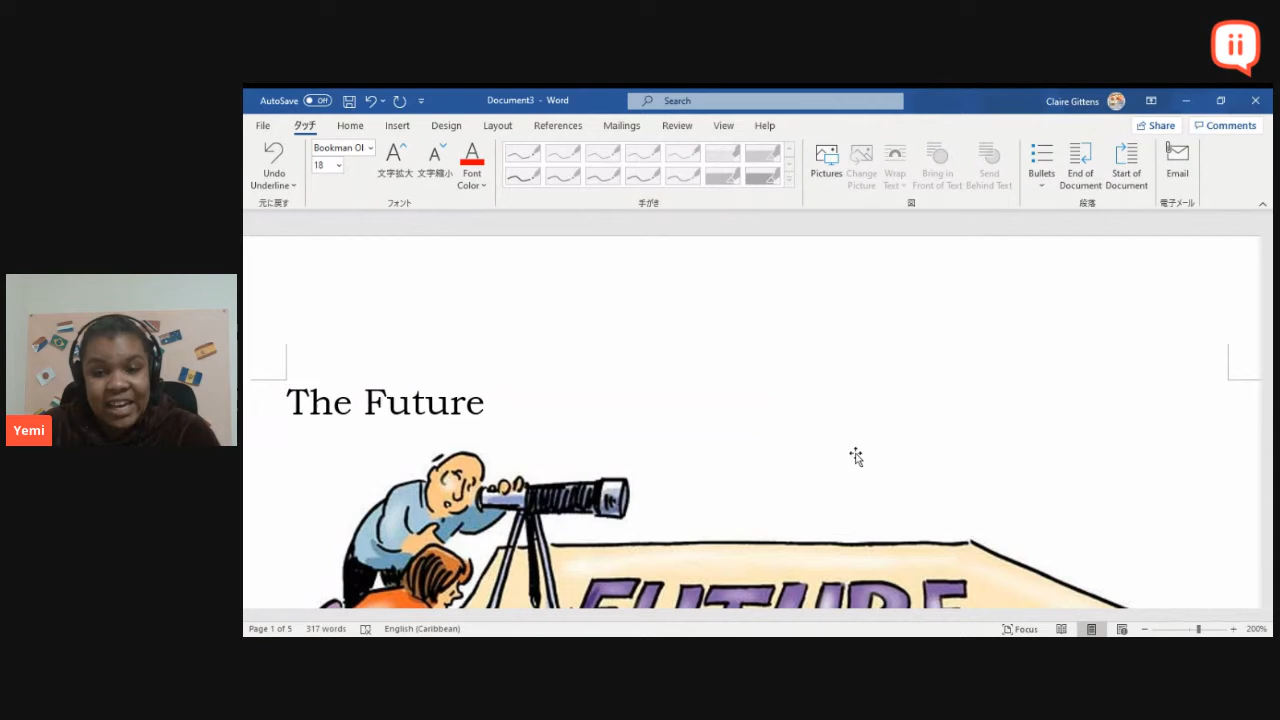 ii
AutoSave Off Document3 - Word Search Claire Gittens
File タッチ Home Insert Design Layout References Mailings Review View Help Share Comments
Bookman Ol
18
Undo
Underline
文字拡大
文字縮小
Font
Color
Pictures
Change
Picture
Wrap
Text
Bring in
Front of Text
Send
Behind Text
Bullets
End of
Document
Start of
Document
Email
元に戻す フォント 手がき 図 段落 電子メール
The Future
FUTURE
Yemi
Page 1 of 5 317 words English (Caribbean) Focus 200%